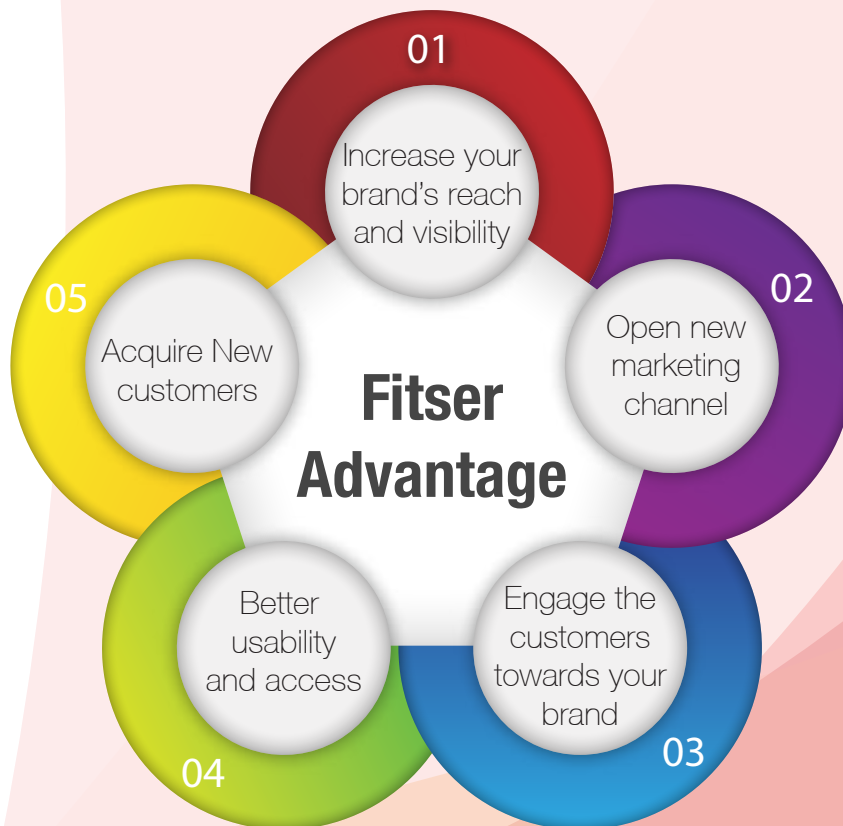 01
Increase your
brand's reach
and visibility
02
Open new
marketing
channel
03
Engage the
customers
towards your
brand
04
Better
usability
and access
05
Acquire New
customers
Fitser
Advantage